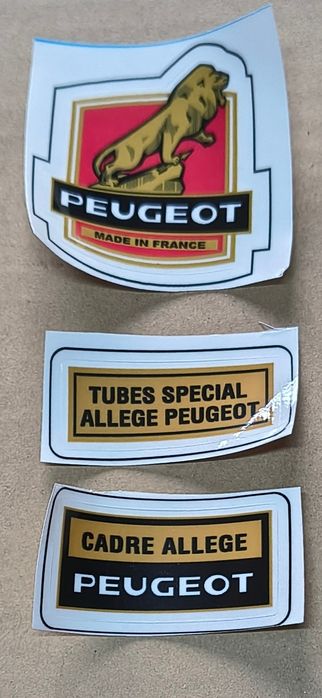 PEUGEOT
MADE IN FRANCE
TUBES SPECIAL
ALLEGE PEUGEOT
CADRE ALLEGE
PEUGEOT